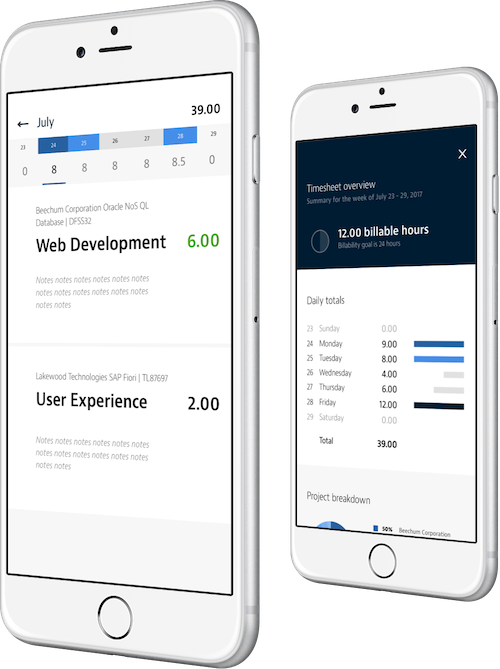 July 39.00
23 24 25 26 27 28 29
0 8 8 8 8 8.5 0
Beechum Corporation Oracle NoS QL
Database | DFSS32
Web Development 6.00
Notes notes notes notes notes
notes notes notes notes notes
notes notes
Lakewood Technologies SAP Fiori | TL87697
User Experience 2.00
Notes notes notes notes notes
notes notes notes notes notes
notes notes
Timesheet overview
Summary for the week of July 23 - 29, 2017
12.00 billable hours
Billability goal is 24 hours
Daily totals
23 Sunday 0.00
24 Monday 9.00
25 Tuesday 8.00
26 Wednesday 4.00
27 Thursday 6.00
28 Friday 12.00
29 Saturday 0.00
Total 39.00
Project breakdown
50% Beechum Corporation